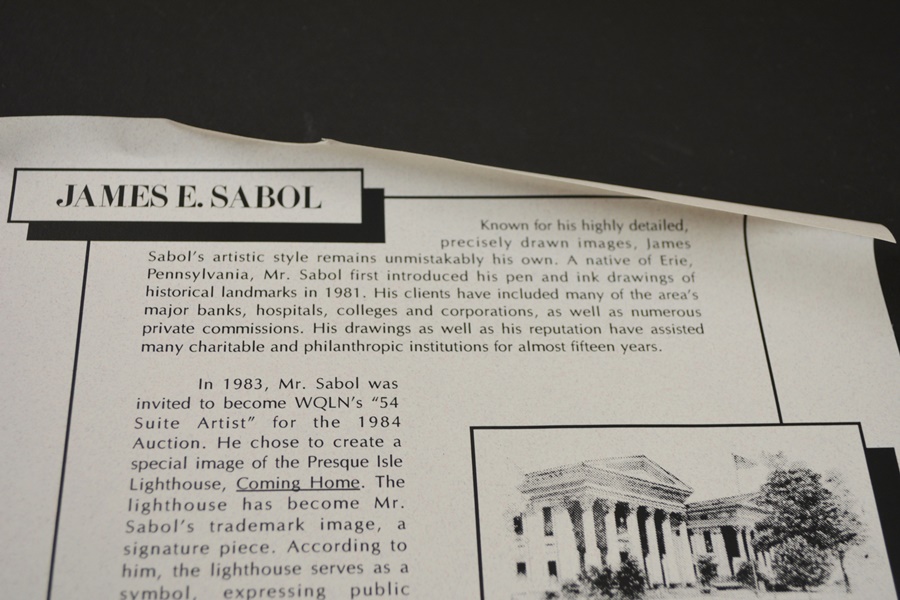 JAMES E. SABOL
Known for his highly detailed,
precisely drawn images, James
Sabol's artistic style remains unmistakably his own. A native of Erie,
Pennsylvania, Mr. Sabol first introduced his pen and ink drawings of
historical landmarks in 1981. His clients have included many of the area's
major banks, hospitals, colleges and corporations, as well as numerous
private commissions. His drawings as well as his reputation have assisted
many charitable and philanthropic institutions for almost fifteen years.
In 1983, Mr. Sabol was
invited to become WQLN's "54
Suite Artist" for the 1984
Auction. He chose to create a
special image of the Presque Isle
Lighthouse, Coming Home. The
lighthouse has become Mr.
Sabol's trademark image, a
signature piece. According to
him, the lighthouse serves as a
symbol, expressing public